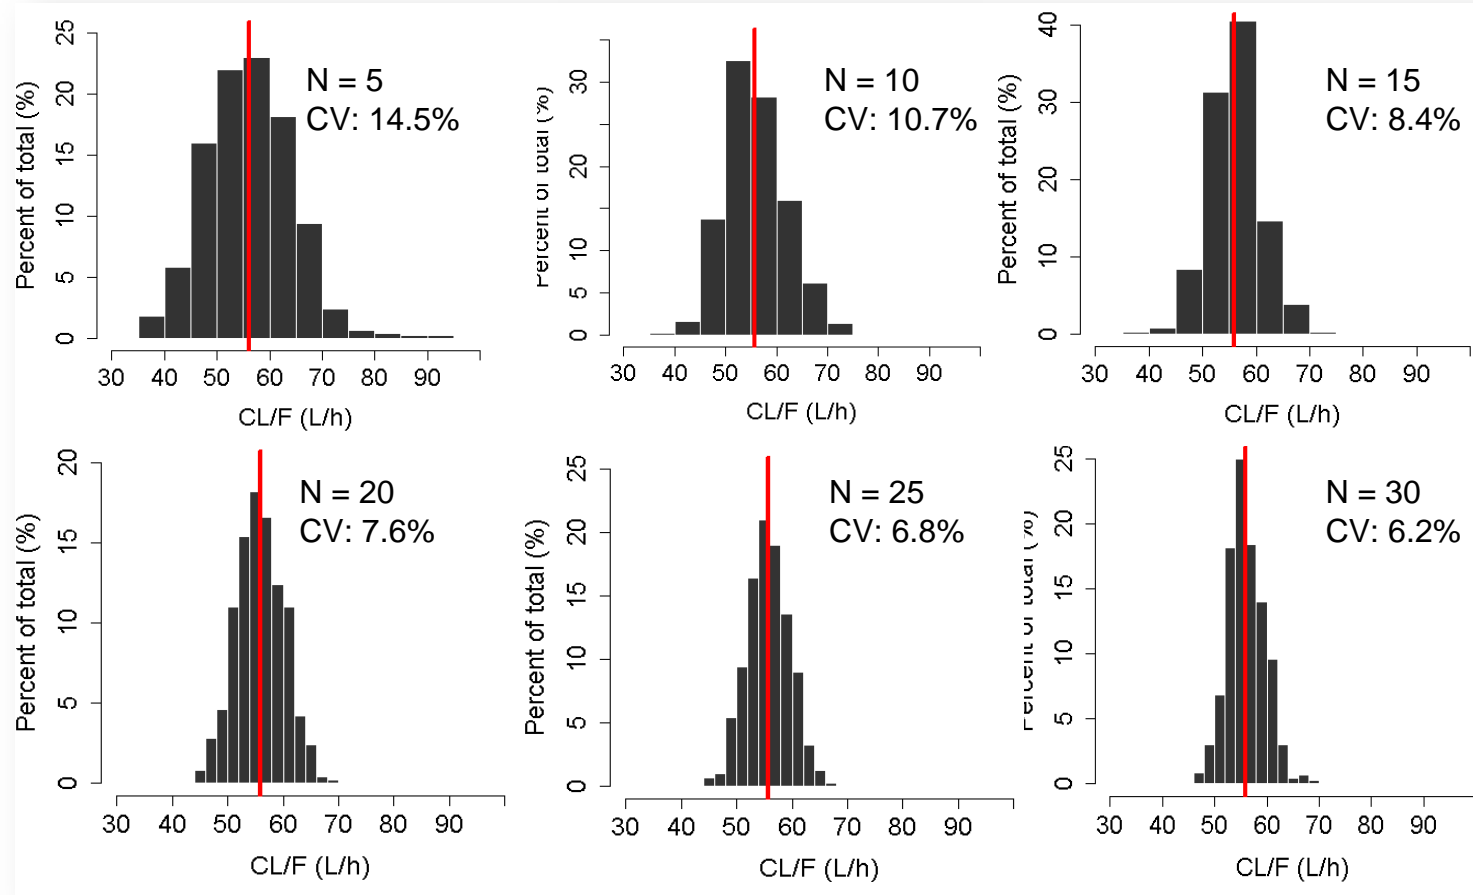 N = 5
CV: 14.5%
Percent of total (%)
0
5
10
15
20
25
30 40 50 60 70 80 90
CL/F (L/h)
N = 10
CV: 10.7%
Percent of total (%)
0
5
10
20
30
30 40 50 60 70 80 90
CL/F (L/h)
N = 15
CV: 8.4%
Percent of total (%)
0
10
20
30
40
30 40 50 60 70 80 90
CL/F (L/h)
N = 20
CV: 7.6%
Percent of total (%)
0
5
10
15
20
30 40 50 60 70 80 90
CL/F (L/h)
N = 25
CV: 6.8%
Percent of total (%)
0
5
10
15
20
25
30 40 50 60 70 80 90
CL/F (L/h)
N = 30
CV: 6.2%
Percent of total (%)
0
5
10
15
20
25
30 40 50 60 70 80 90
CL/F (L/h)